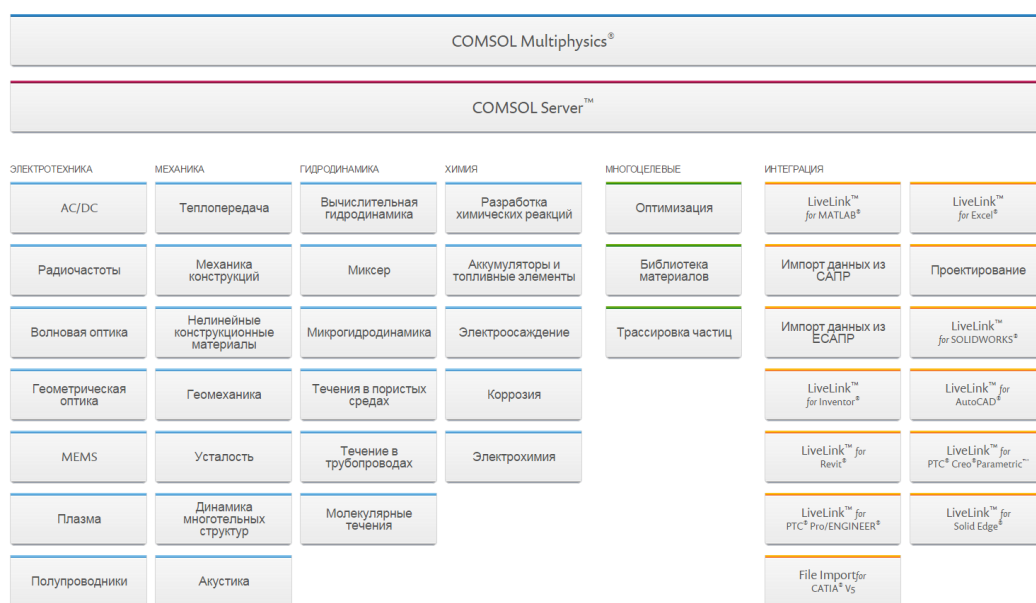 COMSOL Multiphysics®
COMSOL Server™
ЭЛЕКТРОТЕХНИКА
AC/DC
Радиочастоты
Волновая оптика
Геометрическая
оптика
MEMS
Плазма
Полупроводники
МЕХАНИКА
Теплопередача
Механика
конструкций
Нелинейные
конструкционные
материалы
Геомеханика
Усталость
Динамика
многотельных
структур
Акустика
ГИДРОДИНАМИКА
Вычислительная
гидродинамика
Миксер
Микрогидродинамика
Течения в пористых
средах
Течение в
трубопроводах
Молекулярные
течения
ХИМИЯ
Разработка
химических реакций
Аккумуляторы и
топливные элементы
Электроосаждение
Коррозия
Электрохимия
МНОГОЦЕЛЕВЫЕ
Оптимизация
Библиотека
материалов
Трассировка частиц
ИНТЕГРАЦИЯ
LiveLink™
for MATLAB®
Импорт данных из
САПР
Импорт данных из
ЕСАПР
LiveLink™
for Inventor®
LiveLink™ for
Revit®
LiveLink™ for
PTC® Pro/ENGINEER®
File Importfor
CATIA® V5
LiveLink™
for Excel®
Проектирование
LiveLink™
for SOLIDWORKS®
LiveLink™ for
AutoCAD®
LiveLink™ for
PTC® Creo®Parametric™
LiveLink™ for
Solid Edge®